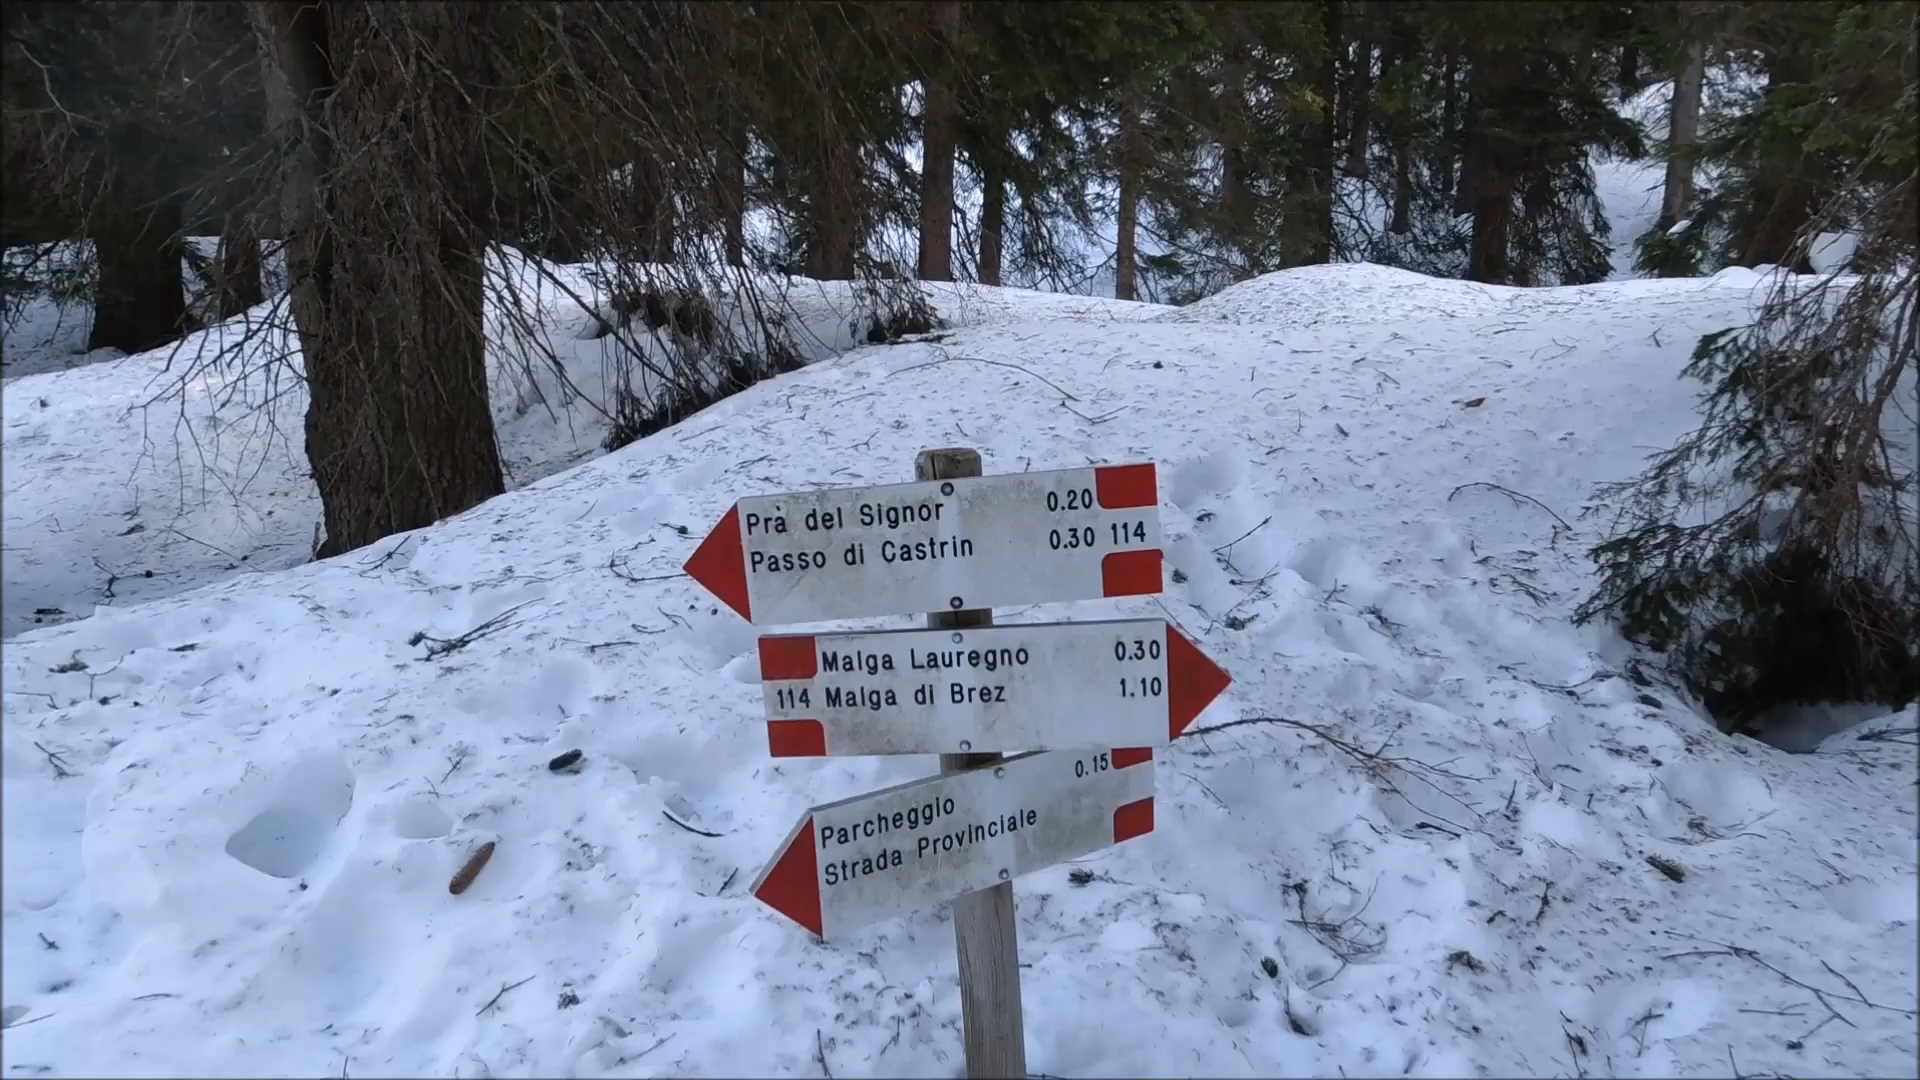 Prà del Signor 0.20
Passo di Castrin 0.30 114
Malga Lauregno 0.30
114 Malga di Brez 1.10
Parcheggio 0.15
Strada Provinciale